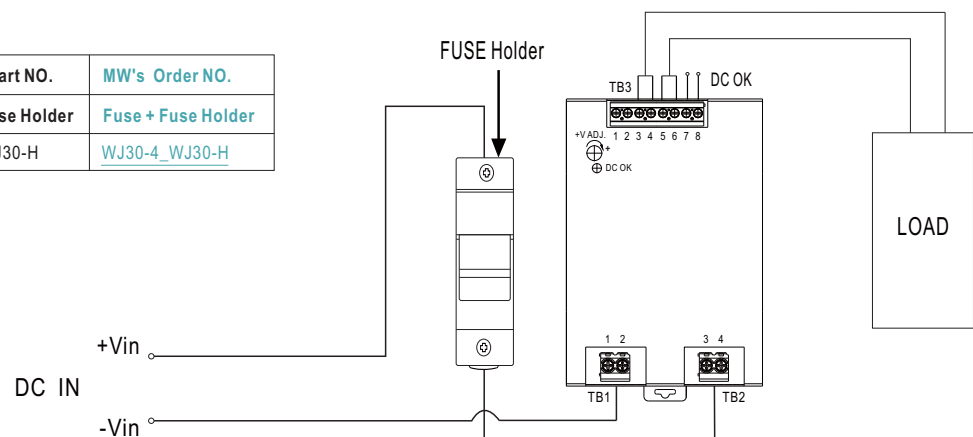 FUSE Holder
art NO. MW's Order NO.
se Holder Fuse + Fuse Holder
J30-H WJ30-4_WJ30-H
TB3 DC OK
+V ADJ. 1 2 3 4 5 6 7 8
+
DC OK
LOAD
+Vin
DC IN
-Vin
1 2
3 4
TB1
TB2